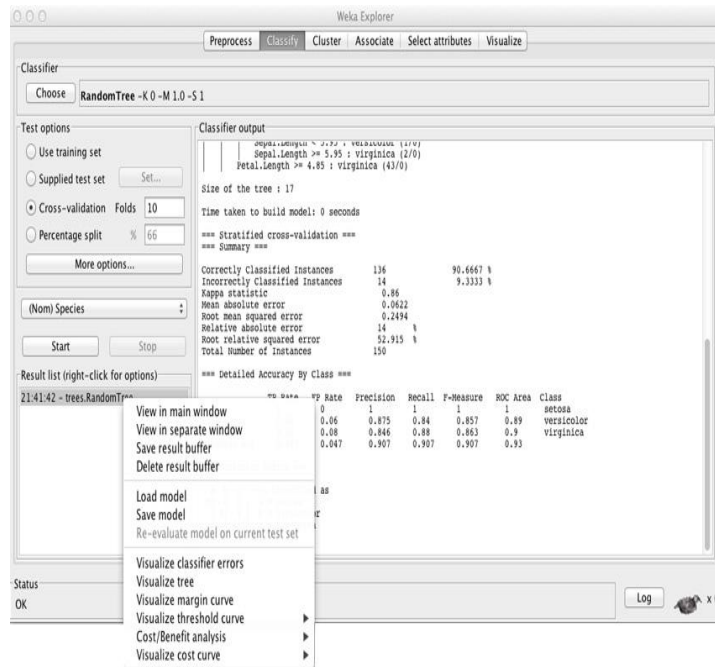 Weka Explorer
Preprocess Classify Cluster Associate Select attributes Visualize
Classifier
Choose RandomTree -K 0 -M 1.0 -S 1
Test options
Use training set
Supplied test set Set...
Cross-validation Folds 10
Percentage split % 66
More options...
(Nom) Species
Start Stop
Result list (right-click for options)
21:41:42 - trees.RandomTree
Classifier output
| | | Sepal.Length < 5.95 : versicolor (1/0)
| | | Sepal.Length >= 5.95 : virginica (2/0)
| | Petal.Length >= 4.85 : virginica (43/0)
Size of the tree : 17
Time taken to build model: 0 seconds
=== Stratified cross-validation ===
=== Summary ===
Correctly Classified Instances 136 90.6667 %
Incorrectly Classified Instances 14 9.3333 %
Kappa statistic 0.86
Mean absolute error 0.0622
Root mean squared error 0.2494
Relative absolute error 14 %
Root relative squared error 52.915 %
Total Number of Instances 150
=== Detailed Accuracy By Class ===
TP Rate FP Rate Precision Recall F-Measure ROC Area Class
0 1 1 1 1 setosa
0.06 0.875 0.84 0.857 0.89 versicolor
0.08 0.846 0.88 0.863 0.9 virginica
0.047 0.907 0.907 0.907 0.93
as
View in main window
View in separate window
Save result buffer
Delete result buffer
Load model
Save model
Re-evaluate model on current test set
Visualize classifier errors
Visualize tree
Visualize margin curve
Visualize threshold curve
Cost/Benefit analysis
Visualize cost curve
Status
OK
Log
x